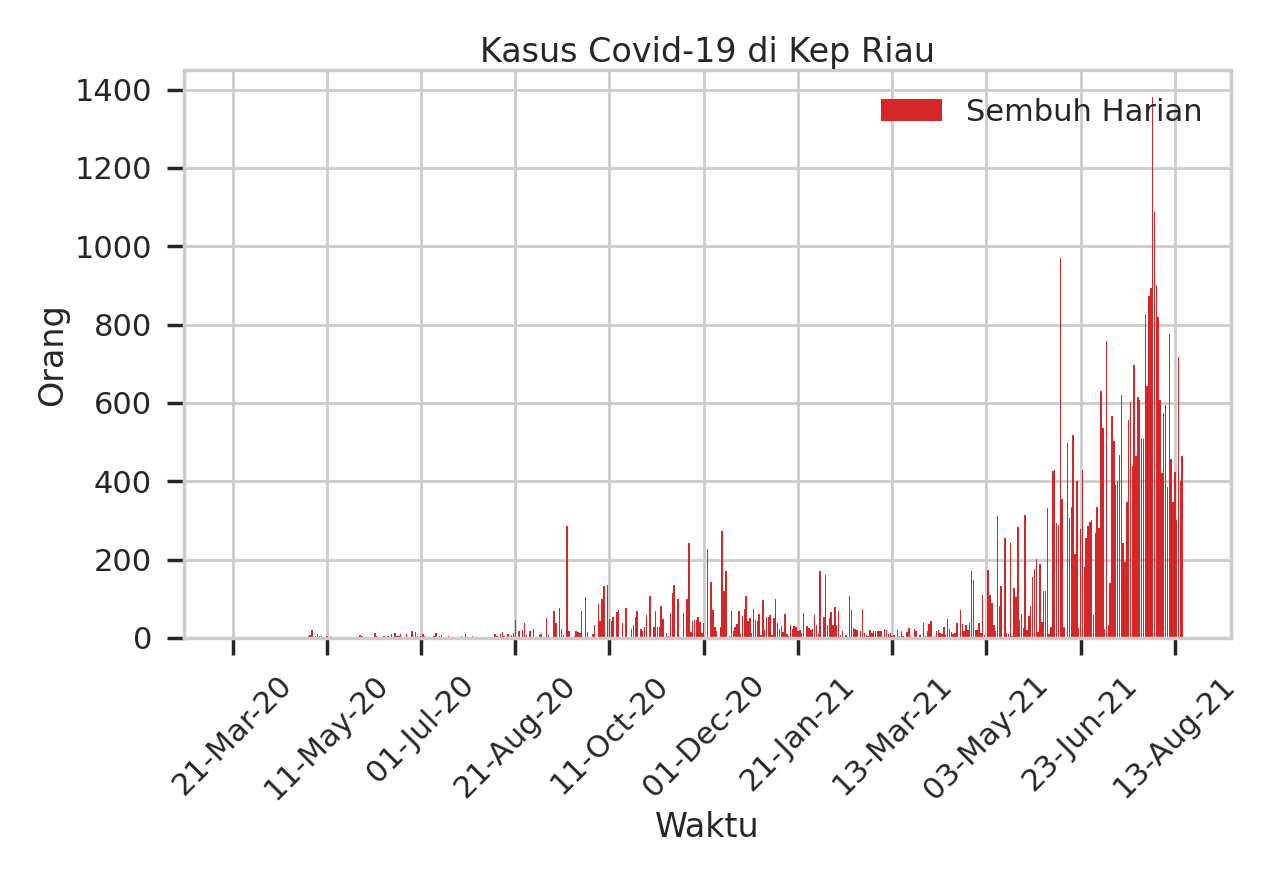 Kasus Covid-19 di Kep Riau
Sembuh Harian
Orang
1400
1200
1000
800
600
400
200
0
21-Mar-20
11-May-20
01-Jul-20
21-Aug-20
11-Oct-20
01-Dec-20
21-Jan-21
13-Mar-21
03-May-21
23-Jun-21
13-Aug-21
Waktu